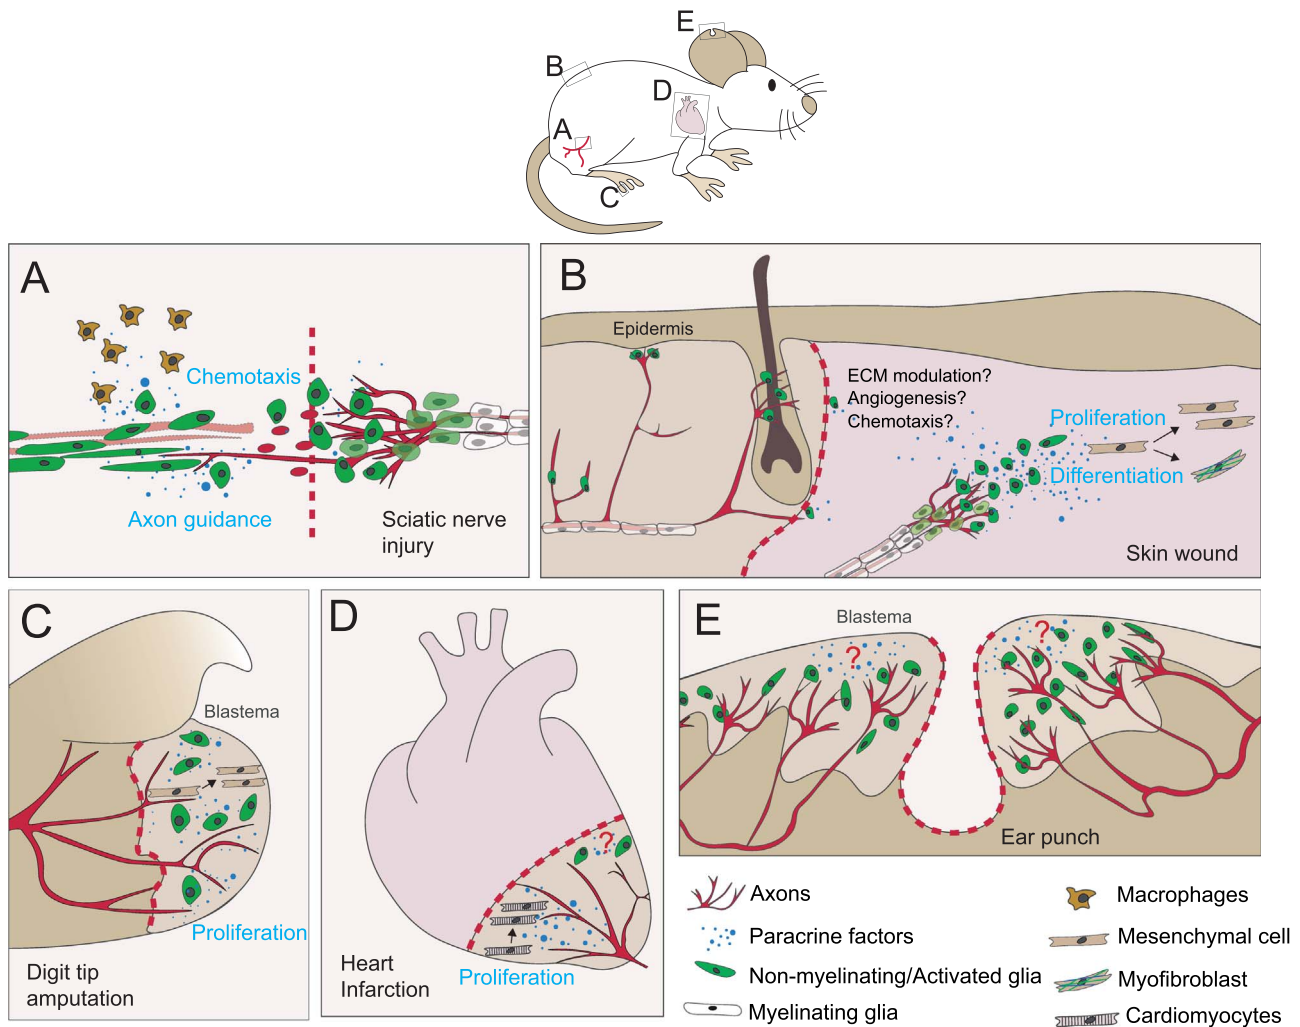 E
B
D
A
C
A
Chemotaxis
Axon guidance
Sciatic nerve
injury
B
Epidermis
ECM modulation?
Angiogenesis?
Chemotaxis?
Proliferation
Differentiation
Skin wound
C
Blastema
Proliferation
Digit tip
amputation
D
?
Heart
Infarction
Proliferation
E
Blastema
?
?
Ear punch
Axons
Paracrine factors
Non-myelinating/Activated glia
Myelinating glia
Macrophages
Mesenchymal cell
Myofibroblast
Cardiomyocytes